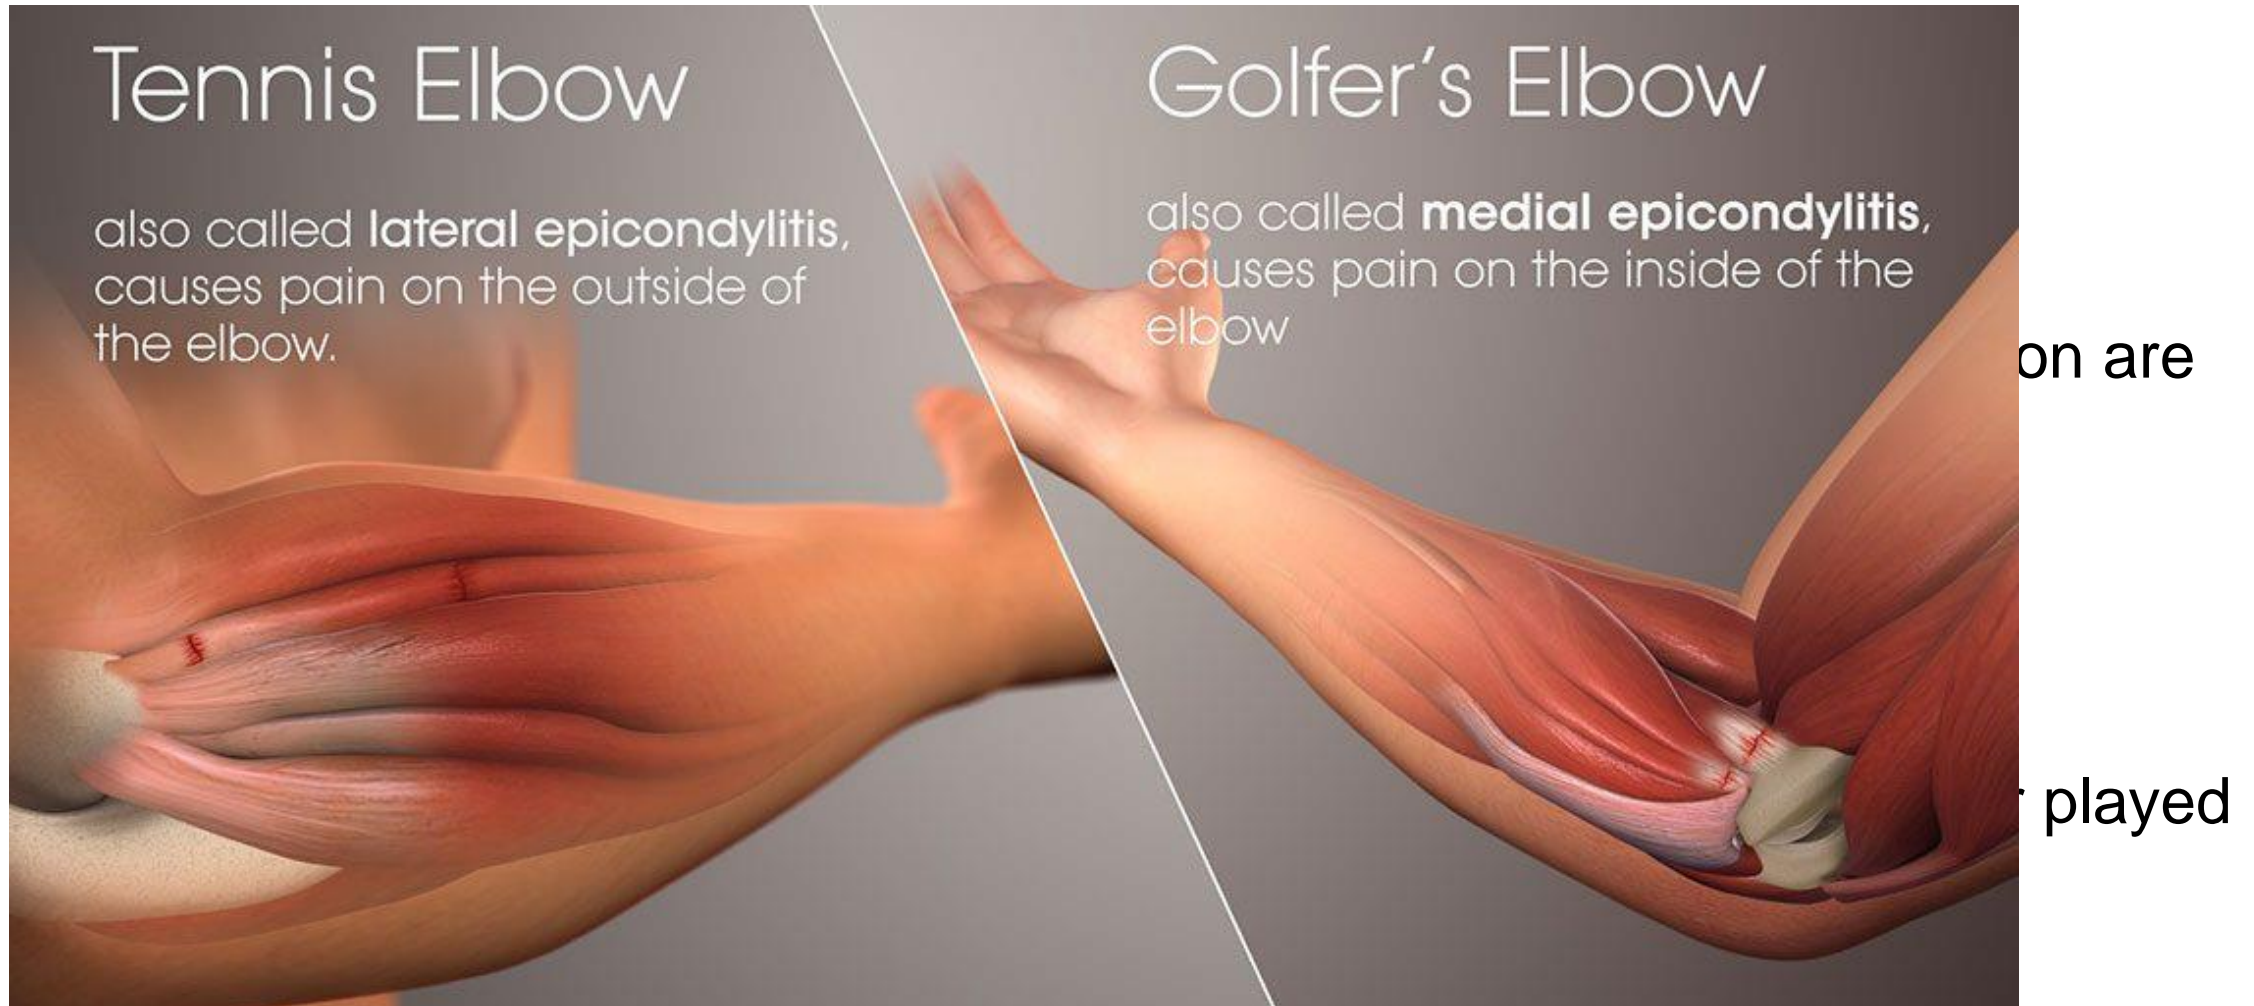 Tennis Elbow
also called lateral epicondylitis,
causes pain on the outside of
the elbow.
Golfer's Elbow
also called medial epicondylitis,
causes pain on the inside of the
elbow
on are
played